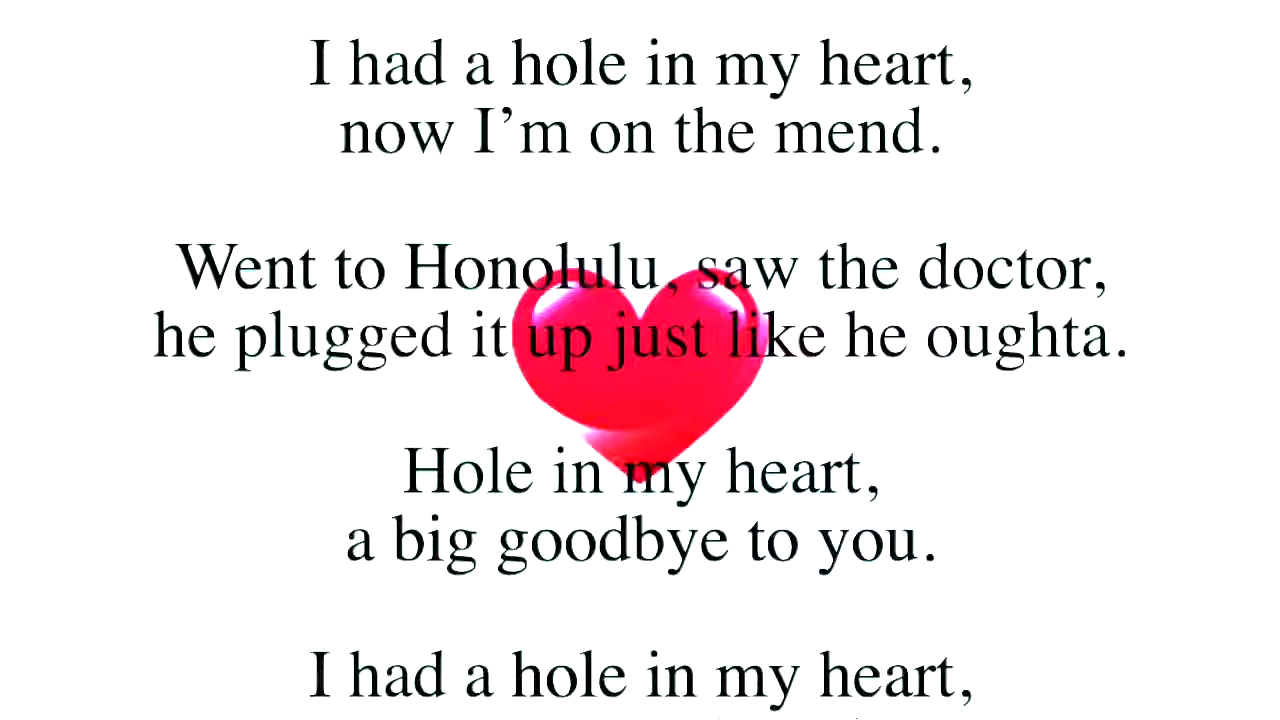 I had a hole in my heart,
now I’m on the mend.
Went to Honolulu, saw the doctor,
he plugged it up just like he oughta.
Hole in my heart,
a big goodbye to you.
I had a hole in my heart,